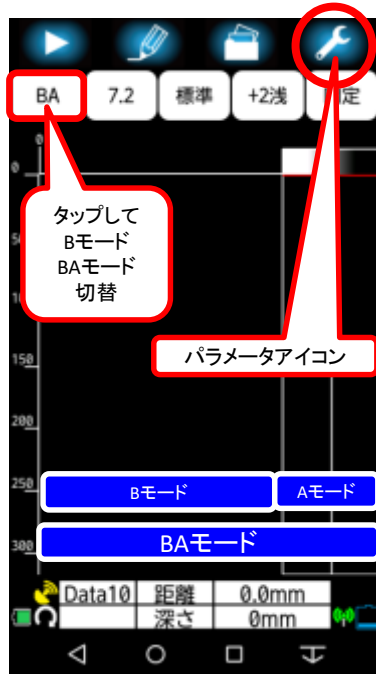 BA
7.2
標準
+2浅
定
0
0
タップして
Bモード
BAモード
切替
パラメータアイコン
150
200
250
Bモード
Aモード
BAモード
300
Data10
距離
0.0mm
深さ
0mm